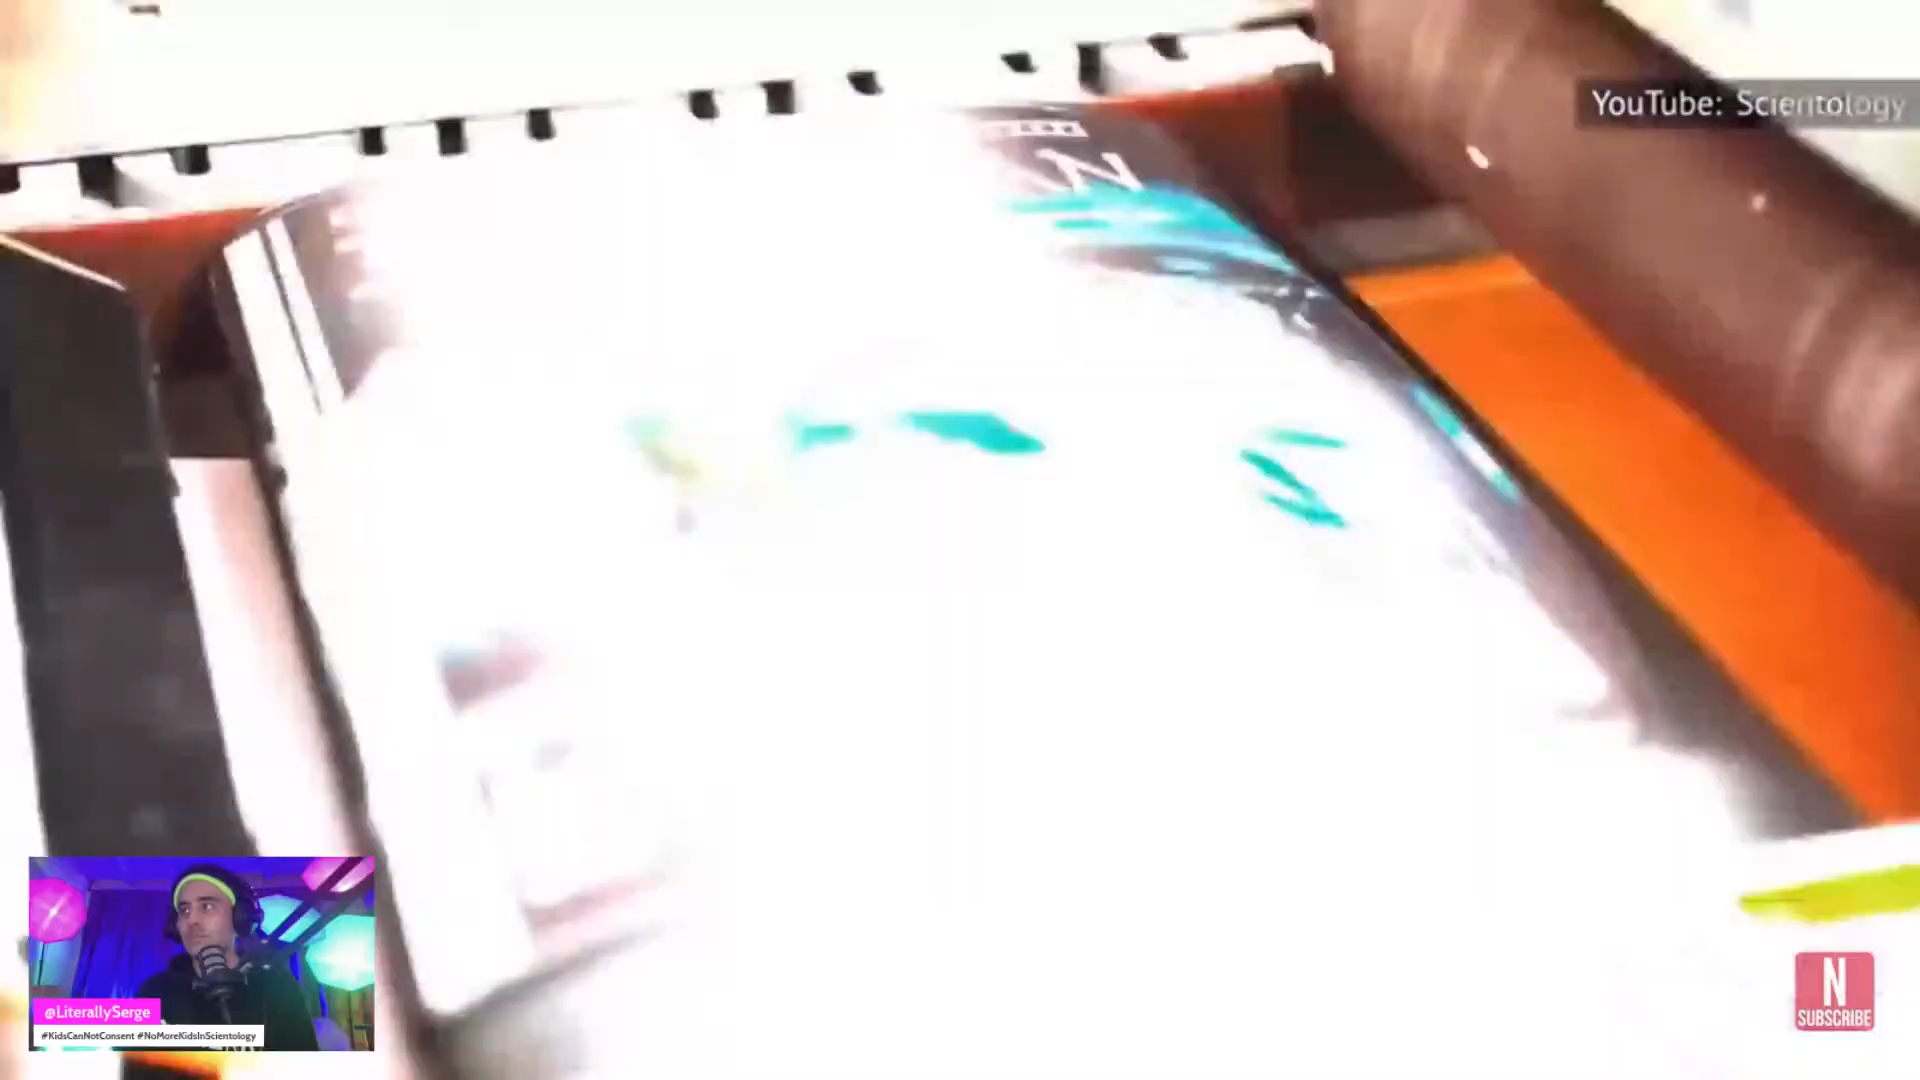 YouTube: Scientology
@LiterallySerge
#KidsCanNotConsent #NoMoreKidsInScientology
N
SUBSCRIBE